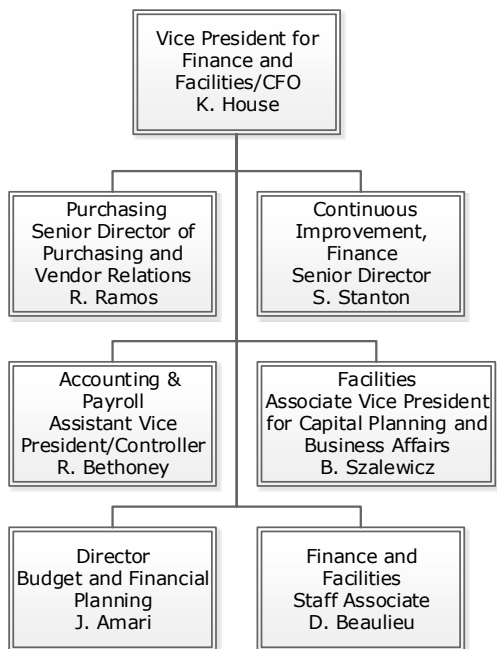 Vice President for
Finance and
Facilities/CFO
K. House
Purchasing
Senior Director of
Purchasing and
Vendor Relations
R. Ramos
Continuous
Improvement,
Finance
Senior Director
S. Stanton
Accounting &
Payroll
Assistant Vice
President/Controller
R. Bethoney
Facilities
Associate Vice President
for Capital Planning and
Business Affairs
B. Szalewicz
Director
Budget and Financial
Planning
J. Amari
Finance and
Facilities
Staff Associate
D. Beaulieu